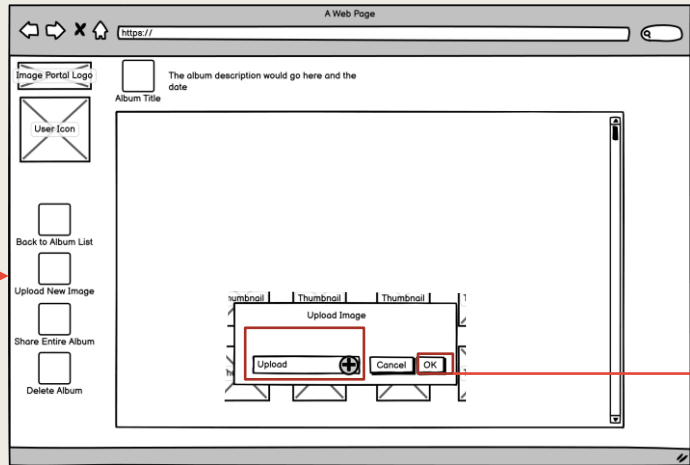 A Web Page
https://
Image Portal Logo
The album description would go here and the
date
Album Title
User Icon
Back to Album List
Upload New Image
Share Entire Album
Delete Album
Thumbnail
Thumbnail
Upload Image
Upload
Cancel
OK